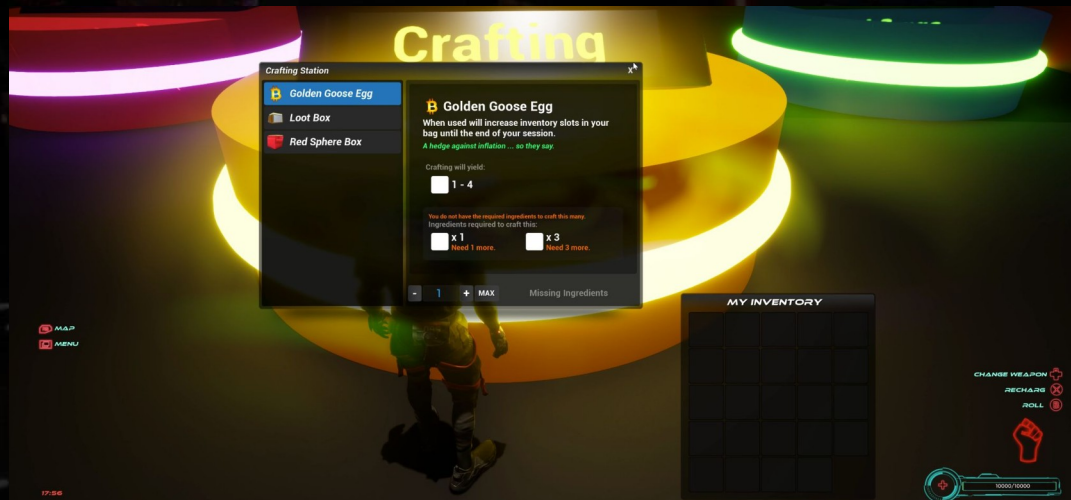 Crafting
Crafting Station
X
Golden Goose Egg
Loot Box
Red Sphere Box
Golden Goose Egg
When used will increase inventory slots in your
bag until the end of your session.
A hedge against inflation ... so they say.
Crafting will yield:
1 - 4
You do not have the required ingredients to craft this many.
Ingredients required to craft this:
x 1
Need 1 more.
x 3
Need 3 more.
- 1 + MAX
Missing Ingredients
MY INVENTORY
MAP
MENU
CHANGE WEAPON
RECHARG
ROLL
10000/10000
17:56